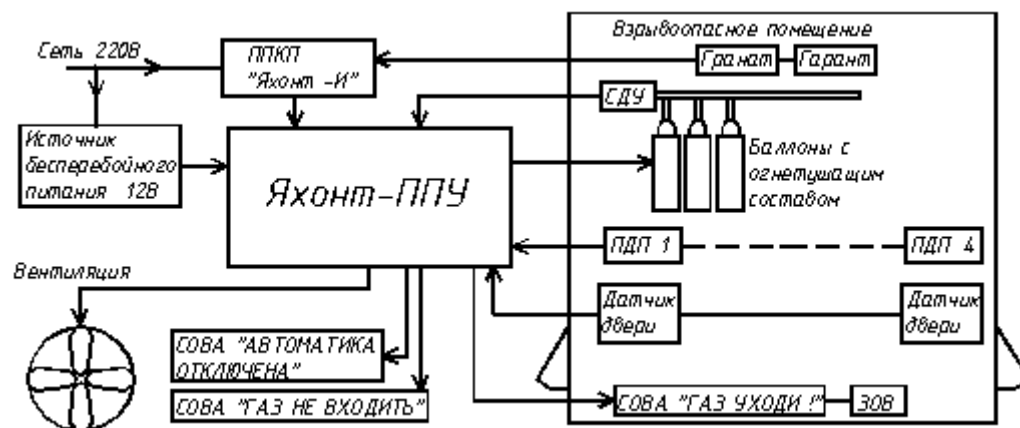 Сеть 220В
ППКП
"Яхонт -И"
Взрывоопасное помещение
Гранат
Гарант
СДУ
Источник
бесперебойного
питания 12В
Яхонт-ППУ
Баллоны с
огнетушащим
составом
ПДП 1
ПДП 4
Вентиляция
Датчик
двери
Датчик
двери
СОВА "АВТОМАТИКА
ОТКЛЮЧЕНА"
СОВА "ГАЗ НЕ ВХОДИТЬ"
СОВА "ГАЗ УХОДИ !"
ЗОВ